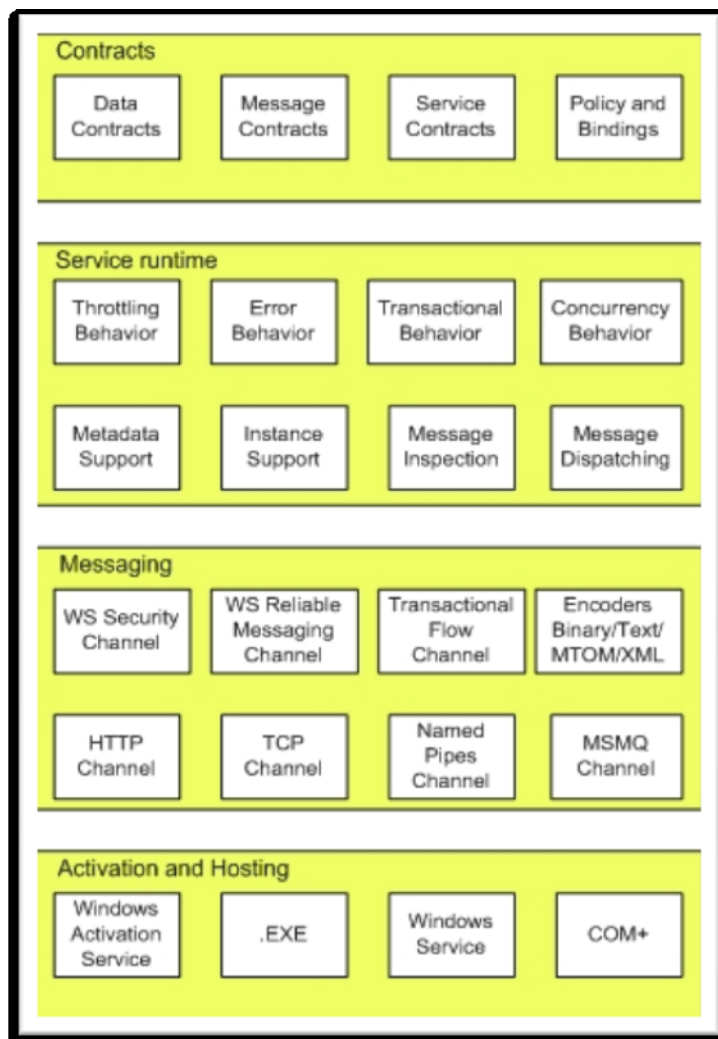 Contracts
Data
Contracts
Message
Contracts
Service
Contracts
Policy and
Bindings
Service runtime
Throttling
Behavior
Error
Behavior
Transactional
Behavior
Concurrency
Behavior
Metadata
Support
Instance
Support
Message
Inspection
Message
Dispatching
Messaging
WS Security
Channel
WS Reliable
Messaging
Channel
Transactional
Flow
Channel
Encoders
Binary/Text/
MTOM/XML
HTTP
Channel
TCP
Channel
Named
Pipes
Channel
MSMQ
Channel
Activation and Hosting
Windows
Activation
Service
.EXE
Windows
Service
COM+